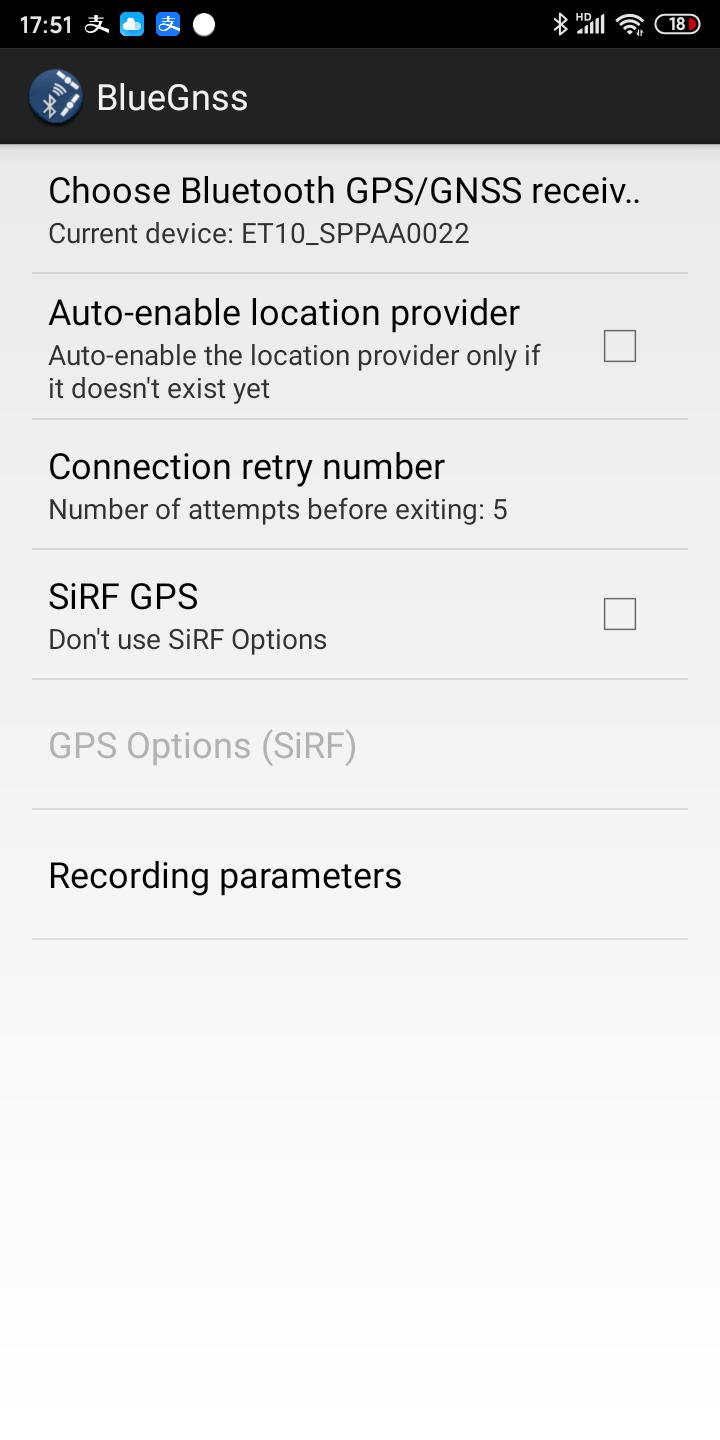 17:51 支 支 HD 18
BlueGnss
Choose Bluetooth GPS/GNSS receiv..
Current device: ET10_SPPAA0022
Auto-enable location provider
Auto-enable the location provider only if
it doesn't exist yet
Connection retry number
Number of attempts before exiting: 5
SiRF GPS
Don't use SiRF Options
GPS Options (SiRF)
Recording parameters